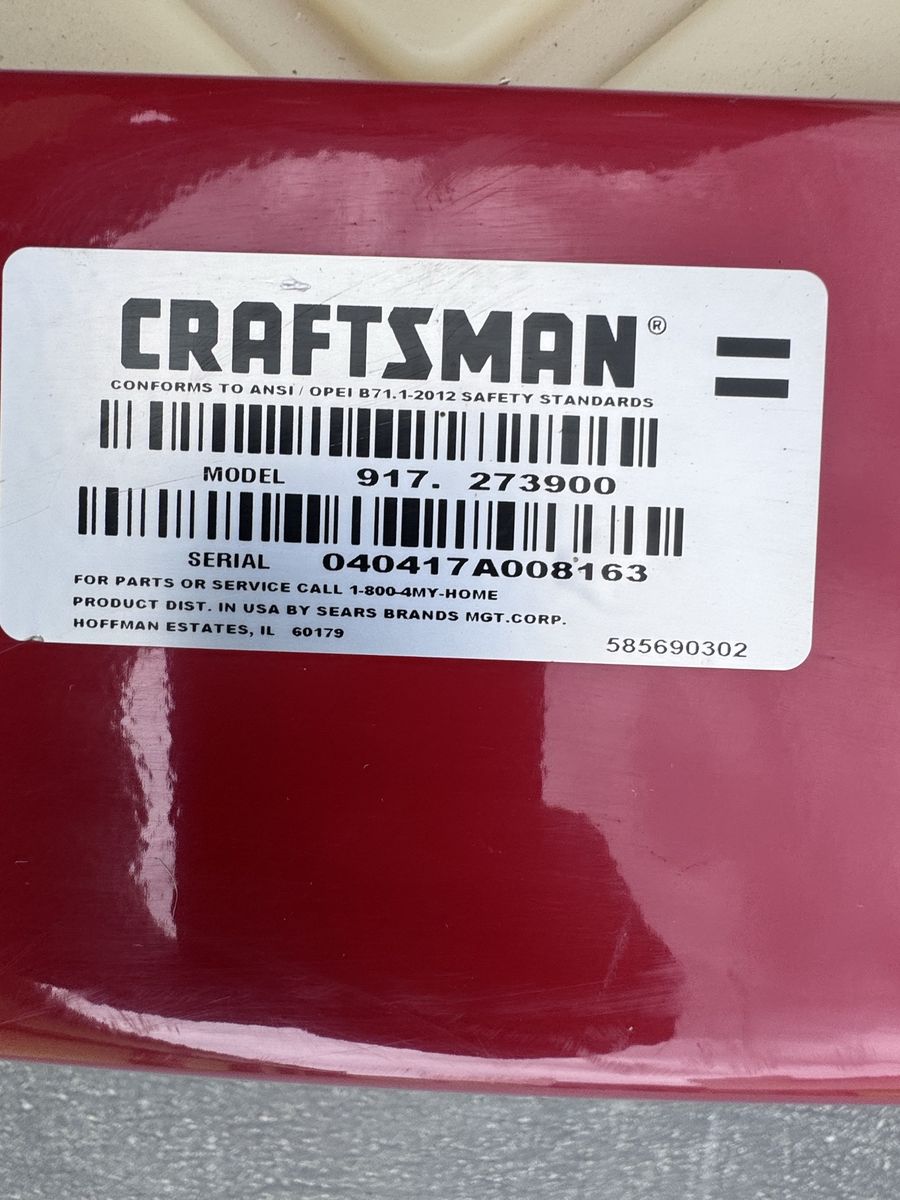 CRAFTSMAN®
CONFORMS TO ANSI / OPEI B71.1-2012 SAFETY STANDARDS
MODEL 917. 273900
SERIAL 040417A008163
FOR PARTS OR SERVICE CALL 1-800-4MY-HOME
PRODUCT DIST. IN USA BY SEARS BRANDS MGT.CORP.
HOFFMAN ESTATES, IL 60179
585690302